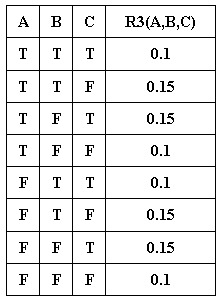 A B C R3(A,B,C)
T T T 0.1
T T F 0.15
T F T 0.15
T F F 0.1
F T T 0.1
F T F 0.15
F F T 0.15
F F F 0.1